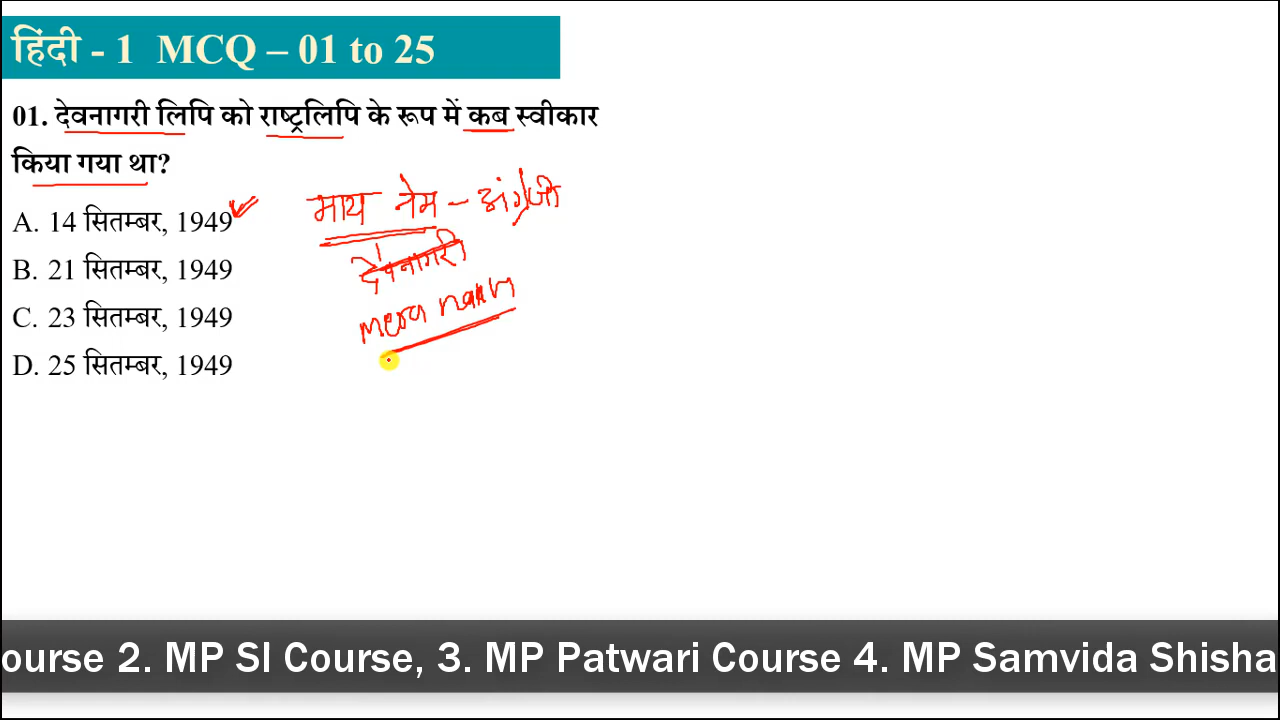 हिंदी - 1 MCQ – 01 to 25
01. देवनागरी लिपि को राष्ट्रलिपि के रूप में कब स्वीकार
किया गया था?
A. 14 सितम्बर, 1949
B. 21 सितम्बर, 1949
C. 23 सितम्बर, 1949
D. 25 सितम्बर, 1949
माय नेम – अंग्रेजी
देवनागरी
mera naam
ourse 2. MP SI Course, 3. MP Patwari Course 4. MP Samvida Shisha